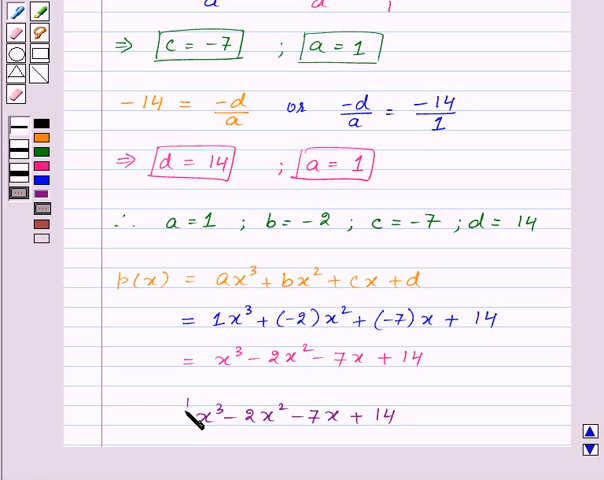 a a 1
⇒ c = -7 ; a = 1
-14 = -d/a or -d/a = -14/1
⇒ d = 14 ; a = 1
∴ a = 1 ; b = -2 ; c = -7 ; d = 14
p(x) = ax³ + bx² + cx + d
= 1x³ + (-2)x² + (-7)x + 14
= x³ - 2x² - 7x + 14
x³ - 2x² - 7x + 14